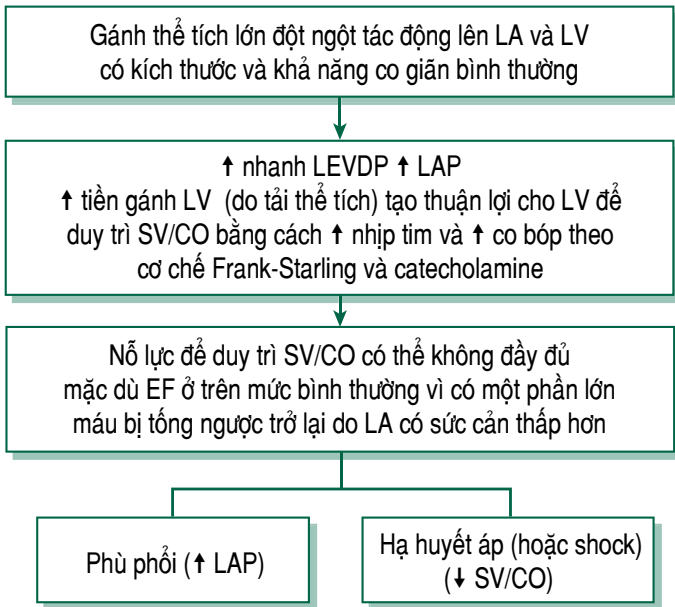 Gánh thể tích lớn đột ngột tác động lên LA và LV
có kích thước và khả năng co giãn bình thường
↑ nhanh LEVDP ↑ LAP
↑ tiền gánh LV (do tải thể tích) tạo thuận lợi cho LV để
duy trì SV/CO bằng cách ↑ nhịp tim và ↑ co bóp theo
cơ chế Frank-Starling và catecholamine
Nỗ lực để duy trì SV/CO có thể không đầy đủ
mặc dù EF ở trên mức bình thường vì có một phần lớn
máu bị tống ngược trở lại do LA có sức cản thấp hơn
Phù phổi (↑ LAP)
Hạ huyết áp (hoặc shock)
(↓ SV/CO)